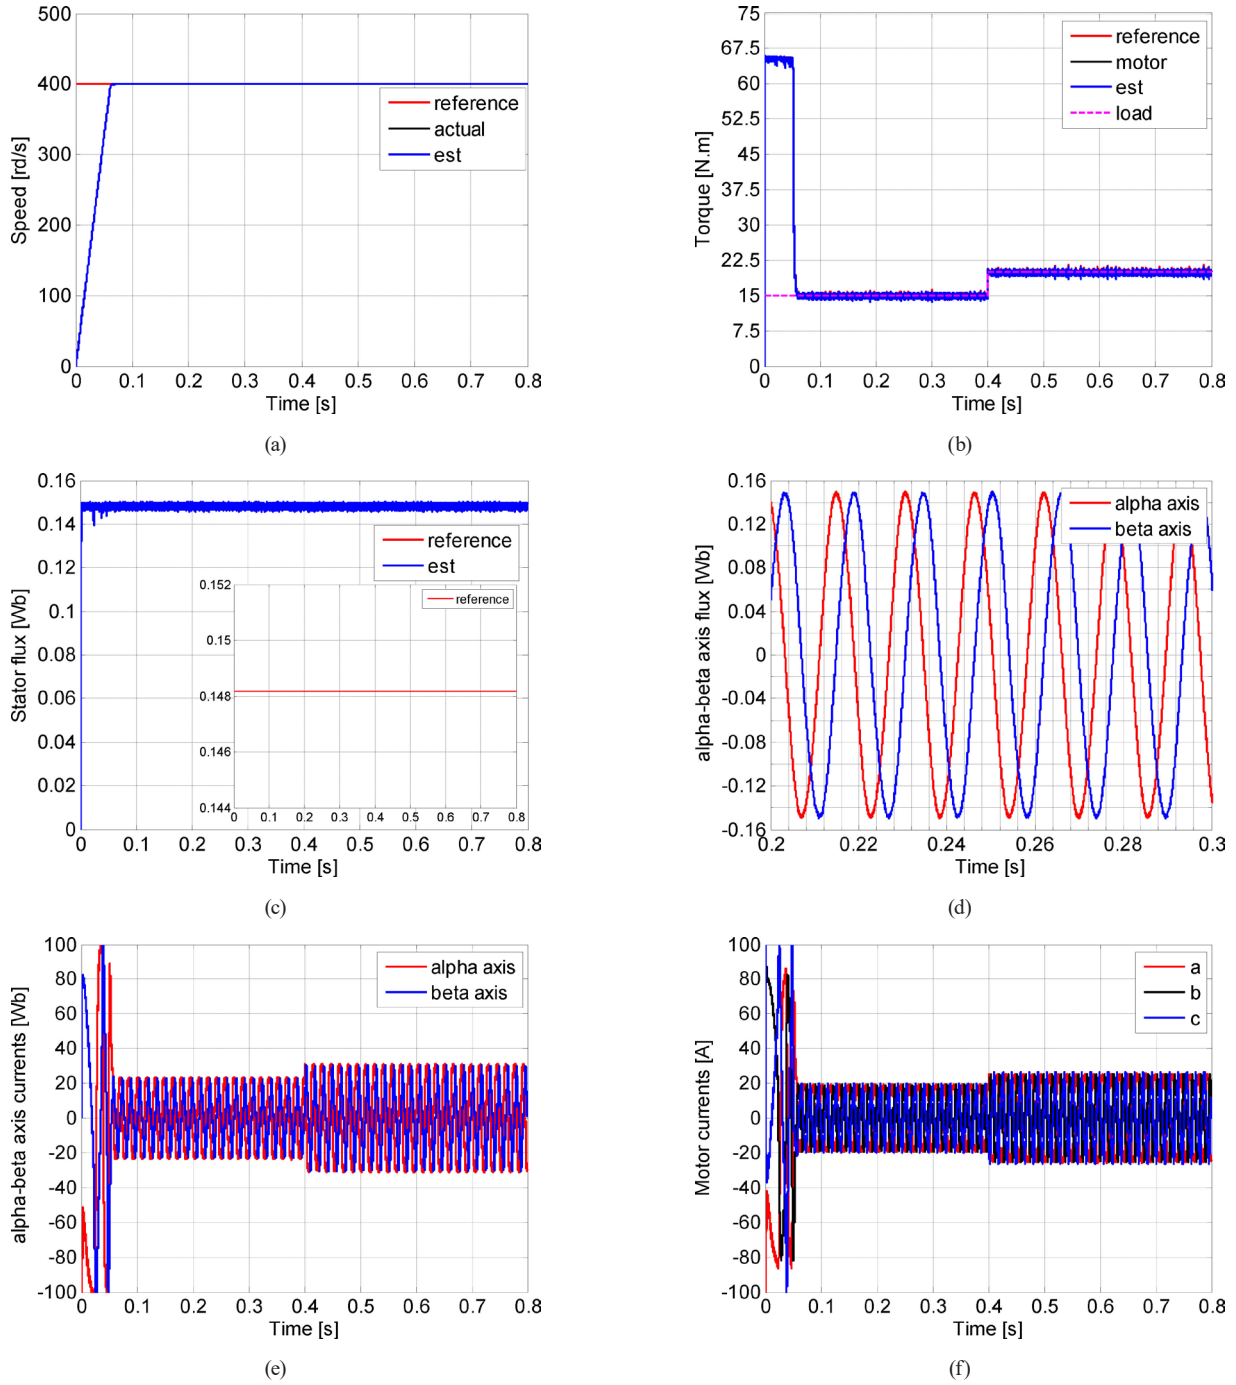 500
400
300
200
100
0
Speed [rd/s]
reference
actual
est
0 0.1 0.2 0.3 0.4 0.5 0.6 0.7 0.8
Time [s]
(a)
75
67.5
60
52.5
45
37.5
30
22.5
15
7.5
0
Torque [N.m]
reference
motor
est
load
0 0.1 0.2 0.3 0.4 0.5 0.6 0.7 0.8
Time [s]
(b)
0.16
0.14
0.12
0.1
0.08
0.06
0.04
0.02
0
Stator flux [Wb]
reference
est
0.152
0.15
0.148
0.146
0.144
reference
0.1 0.2 0.3 0.4 0.5 0.6 0.7 0.8
0 0.1 0.2 0.3 0.4 0.5 0.6 0.7 0.8
Time [s]
(c)
0.16
0.12
0.08
0.04
0
-0.04
-0.08
-0.12
-0.16
alpha-beta axis flux [Wb]
alpha axis
beta axis
0.2 0.22 0.24 0.26 0.28 0.3
Time [s]
(d)
100
80
60
40
20
0
-20
-40
-60
-80
-100
alpha-beta axis currents [Wb]
alpha axis
beta axis
0 0.1 0.2 0.3 0.4 0.5 0.6 0.7 0.8
Time [s]
(e)
100
80
60
40
20
0
-20
-40
-60
-80
-100
Motor currents [A]
a
b
c
0 0.1 0.2 0.3 0.4 0.5 0.6 0.7 0.8
Time [s]
(f)